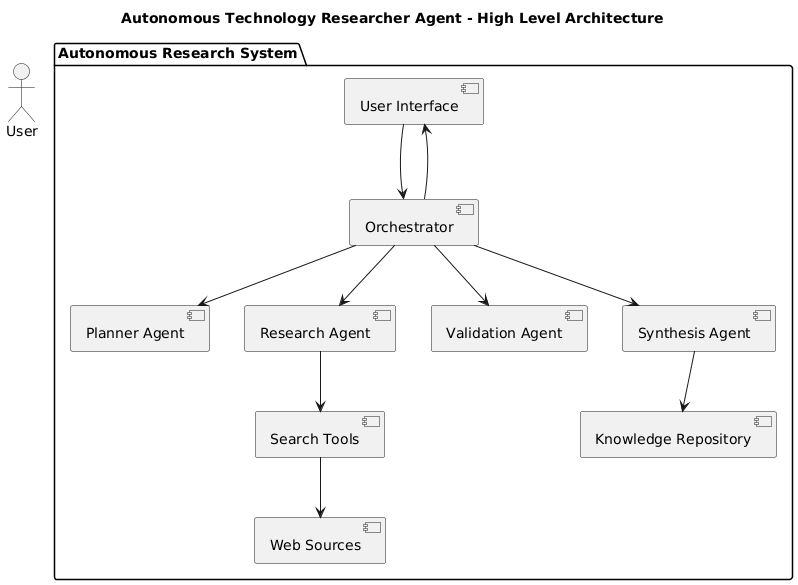 Autonomous Technology Researcher Agent - High Level Architecture
Autonomous Research System
User
User Interface
Orchestrator
Planner Agent
Research Agent
Validation Agent
Synthesis Agent
Search Tools
Knowledge Repository
Web Sources